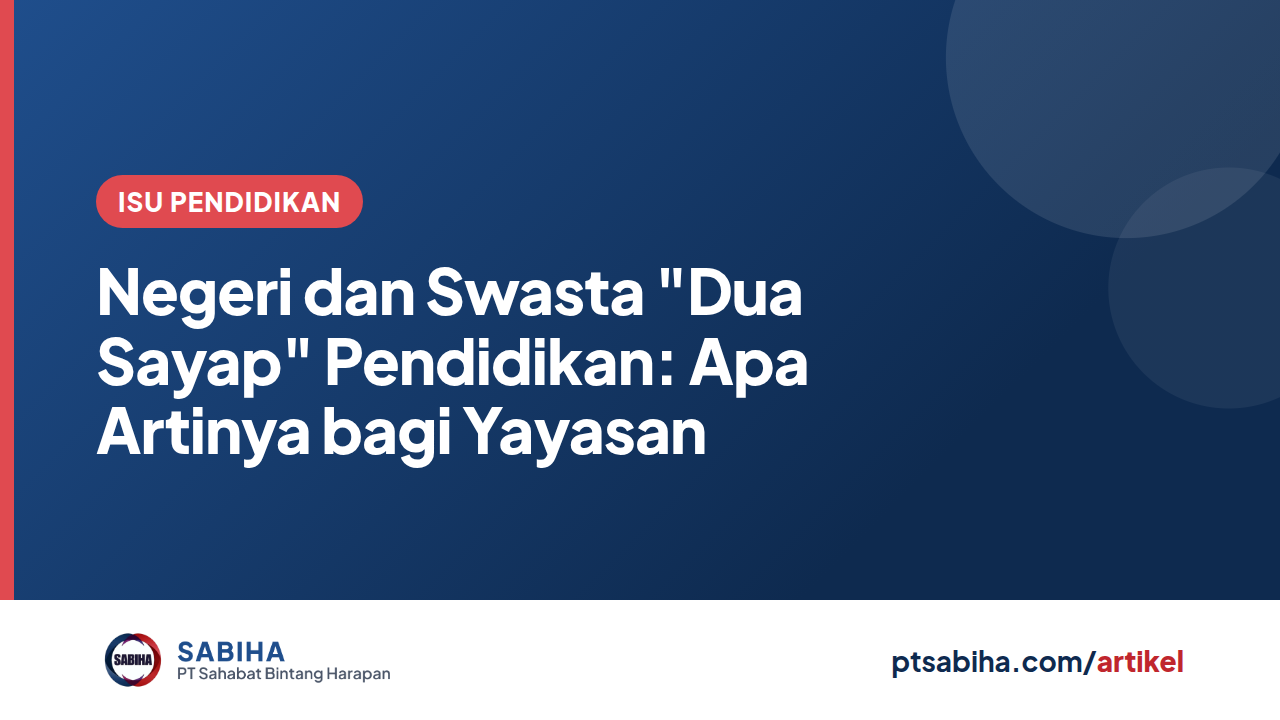 ISU PENDIDIKAN
Negeri dan Swasta "Dua
Sayap" Pendidikan: Apa
Artinya bagi Yayasan
SABIHA
SABIHA
PT Sahabat Bintang Harapan
ptsabiha.com/artikel